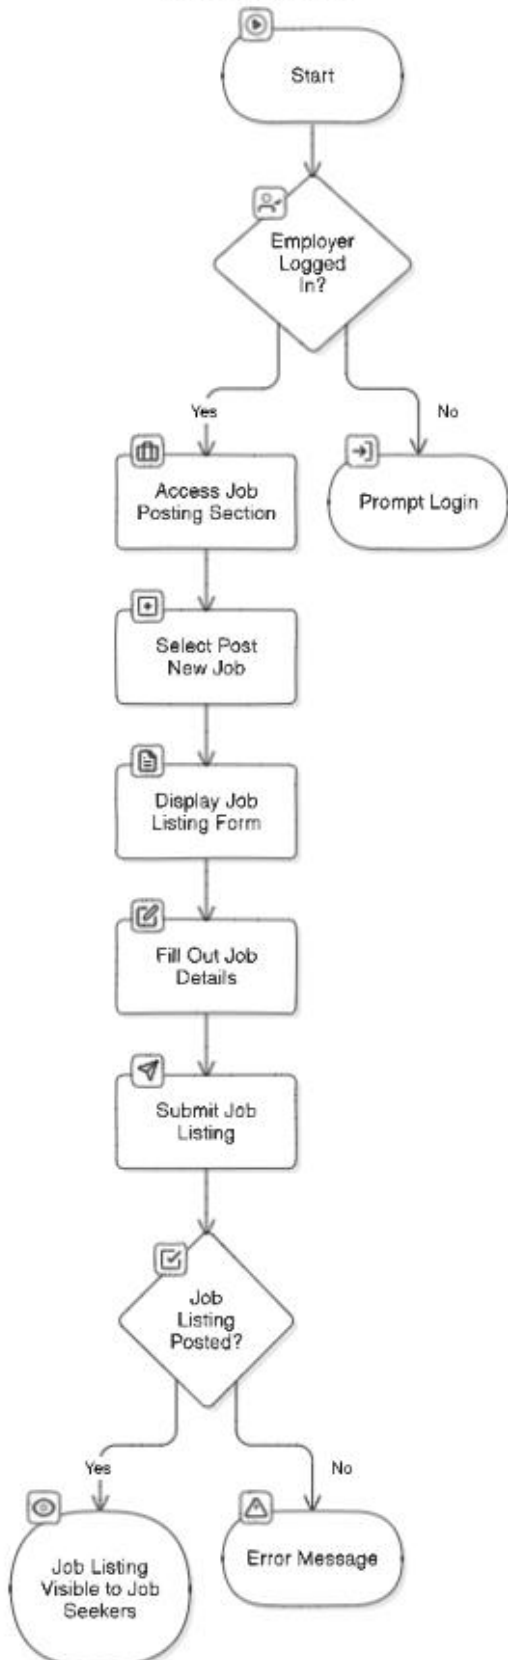 Start
Employer
Logged
In?
Yes
No
Access Job
Posting Section
Prompt Login
Select Post
New Job
Display Job
Listing Form
Fill Out Job
Details
Submit Job
Listing
Job
Listing
Posted?
Yes
No
Job Listing
Visible to Job
Seekers
Error Message